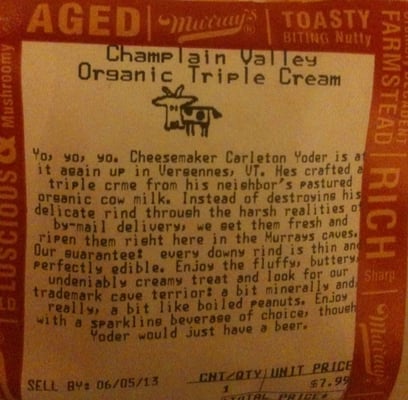 AGED
Murray's
TOASTY
BITING Nutty
Mushroomy
&
FARMSTEAD
RICH
Sharp
Murray's
Champlain Valley
Organic Triple Cream
Yo, yo, yo. Cheesemaker Carleton Yoder is at
it again up in Vergennes, VT. Hes crafted a
triple crme from his neighbor's pastured
organic cow milk. Instead of destroying his
delicate rind through the harsh realities of
by-mail delivery, we get them fresh and
ripen them right here in the Murrays caves.
Our guarantee: every downy rind is thin and
perfectly edible. Enjoy the fluffy, buttery,
undeniably creamy treat and look for our
trademark cave terroir: a bit minerally and,
really, a bit like boiled peanuts. Enjoy
with a sparkling beverage of choice, though
Yoder would just have a beer.
SELL BY: 06/05/13
CNT/QTY UNIT PRICE
1 $7.99
TOTAL PRICE